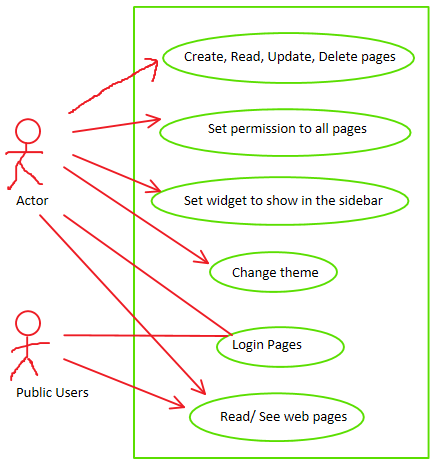 Create, Read, Update, Delete pages
Set permission to all pages
Actor
Set widget to show in the sidebar
Change theme
Login Pages
Public Users
Read/ See web pages